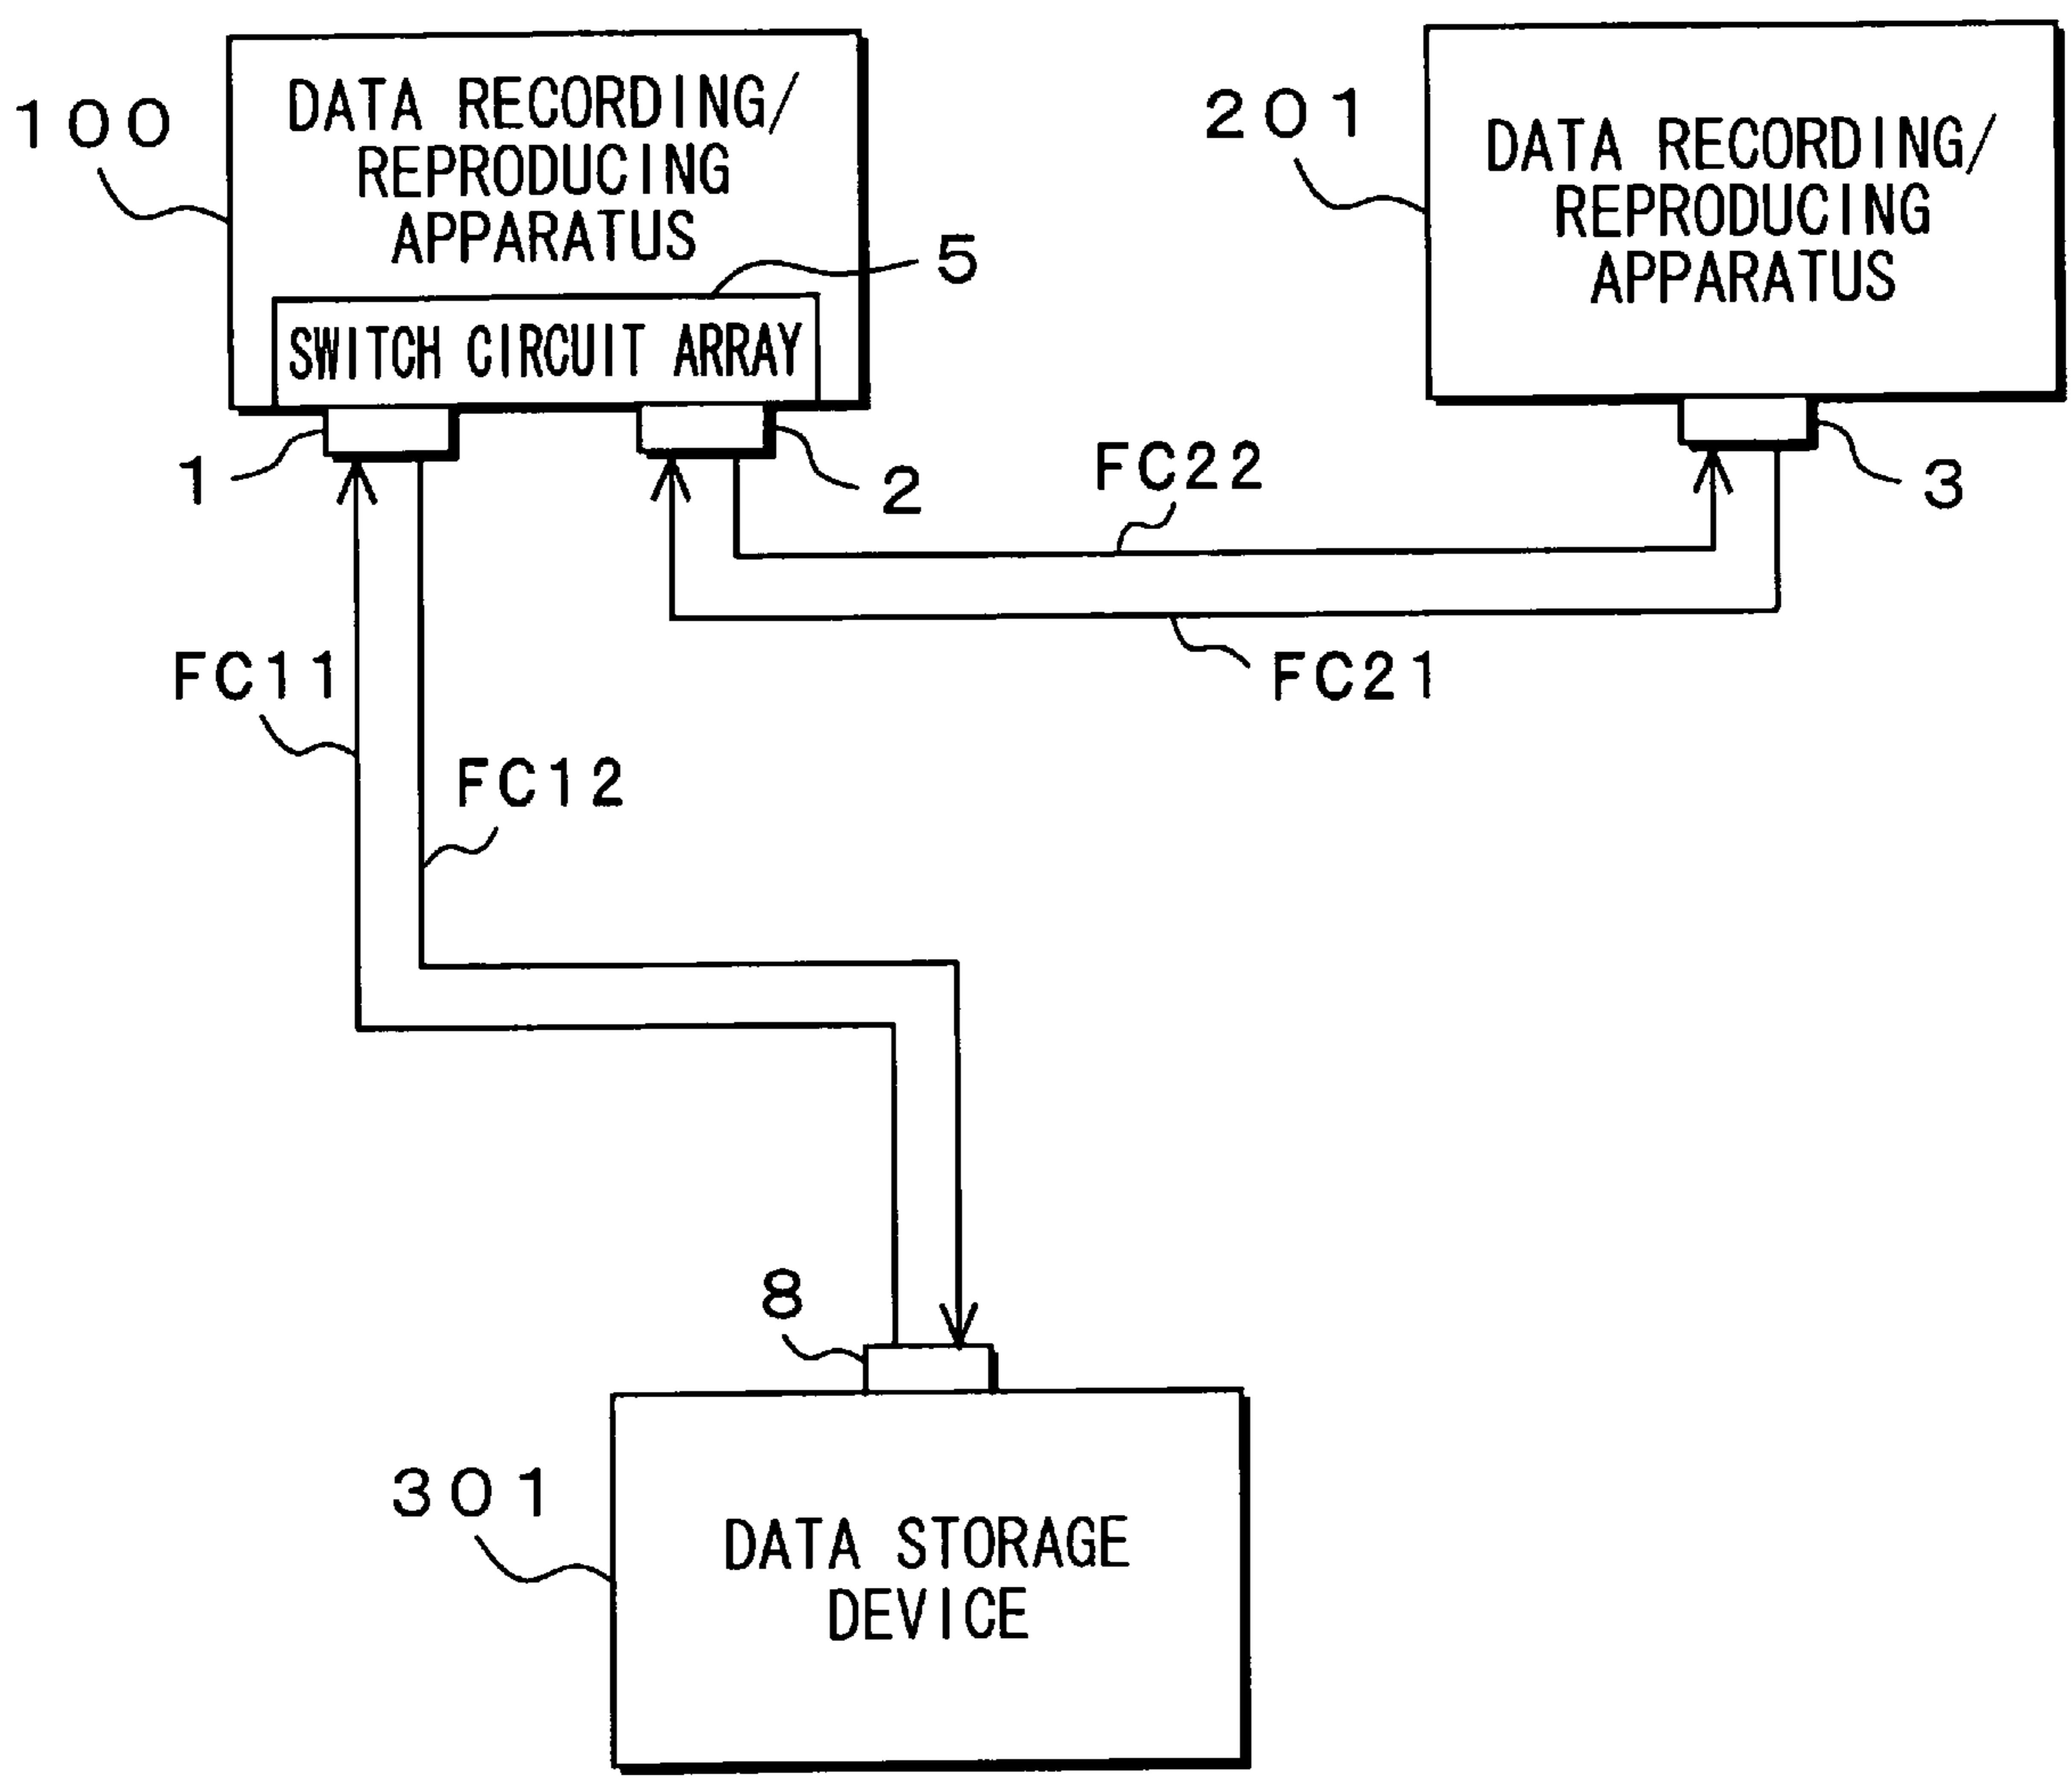 100
DATA RECORDING/
REPRODUCING
APPARATUS
5
SWITCH CIRCUIT ARRAY
201
DATA RECORDING/
REPRODUCING
APPARATUS
1
2
FC22
3
FC11
FC21
FC12
8
301
DATA STORAGE
DEVICE